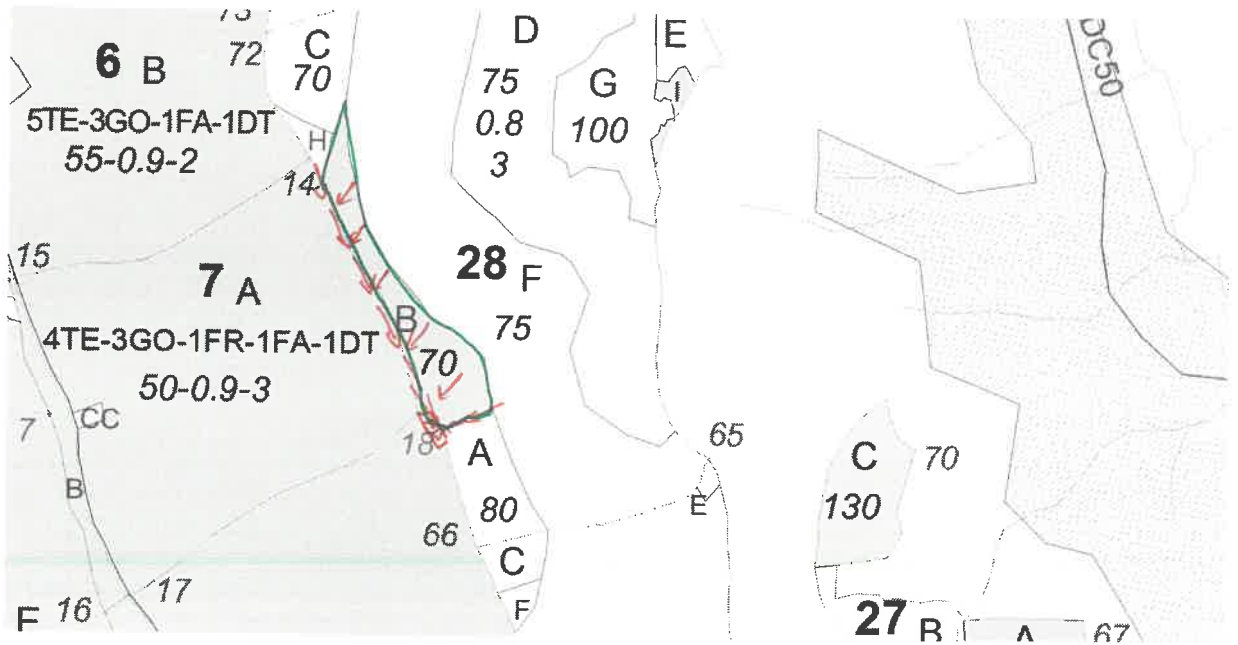 73
72
C
70
6 B
5TE-3GO-1FA-1DT
55-0.9-2
H
14
15
7 A
4TE-3GO-1FR-1FA-1DT
50-0.9-3
B
70
18
7
CC
B
16
17
A
80
66
C
F
D
75
0.8
3
G
100
E
I
28 F
75
65
E
DC50
C
130
70
27 B
A
67